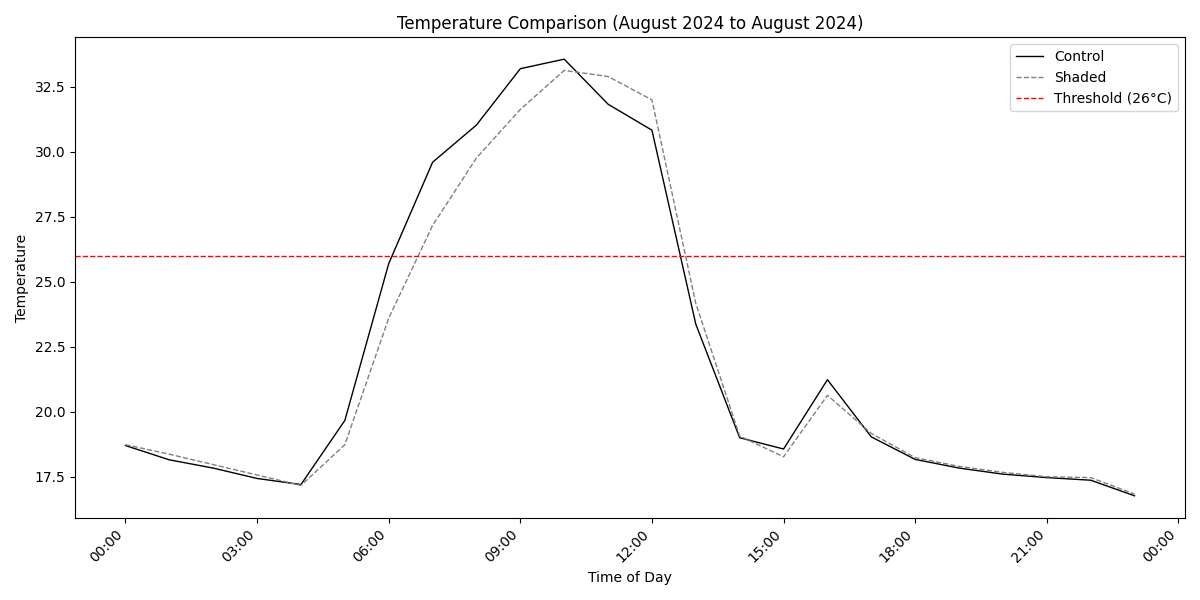 Temperature Comparison (August 2024 to August 2024)
Control
Shaded
Threshold (26°C)
Temperature
32.5
30.0
27.5
25.0
22.5
20.0
17.5
00:00
03:00
06:00
09:00
12:00
15:00
18:00
21:00
00:00
Time of Day